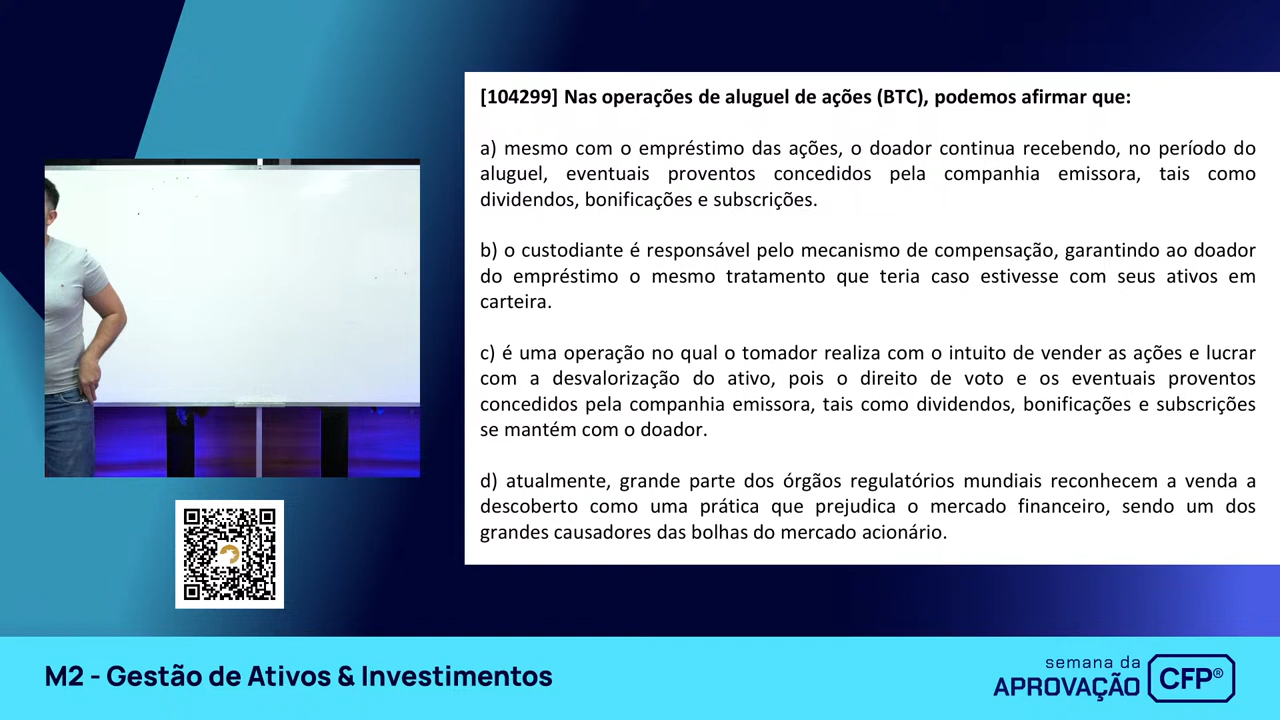 [104299] Nas operações de aluguel de ações (BTC), podemos afirmar que:
a) mesmo com o empréstimo das ações, o doador continua recebendo, no período do
aluguel, eventuais proventos concedidos pela companhia emissora, tais como
dividendos, bonificações e subscrições.
b) o custodiante é responsável pelo mecanismo de compensação, garantindo ao doador
do empréstimo o mesmo tratamento que teria caso estivesse com seus ativos em
carteira.
c) é uma operação no qual o tomador realiza com o intuito de vender as ações e lucrar
com a desvalorização do ativo, pois o direito de voto e os eventuais proventos
concedidos pela companhia emissora, tais como dividendos, bonificações e subscrições
se mantém com o doador.
d) atualmente, grande parte dos órgãos regulatórios mundiais reconhecem a venda a
descoberto como uma prática que prejudica o mercado financeiro, sendo um dos
grandes causadores das bolhas do mercado acionário.
M2 - Gestão de Ativos & Investimentos
semana da
APROVAÇÃO CFP®